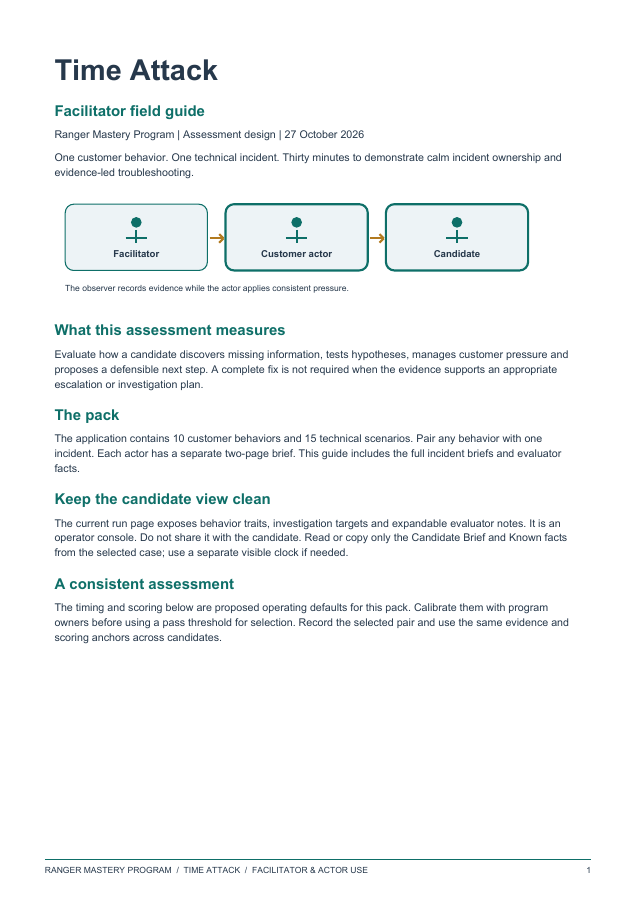 Time Attack
Facilitator field guide
Ranger Mastery Program | Assessment design | 27 October 2026
One customer behavior. One technical incident. Thirty minutes to demonstrate calm incident ownership and
evidence-led troubleshooting.
Facilitator
Customer actor
Candidate
The observer records evidence while the actor applies consistent pressure.
What this assessment measures
Evaluate how a candidate discovers missing information, tests hypotheses, manages customer pressure and
proposes a defensible next step. A complete fix is not required when the evidence supports an appropriate
escalation or investigation plan.
The pack
The application contains 10 customer behaviors and 15 technical scenarios. Pair any behavior with one
incident. Each actor has a separate two-page brief. This guide includes the full incident briefs and evaluator
facts.
Keep the candidate view clean
The current run page exposes behavior traits, investigation targets and expandable evaluator notes. It is an
operator console. Do not share it with the candidate. Read or copy only the Candidate Brief and Known facts
from the selected case; use a separate visible clock if needed.
A consistent assessment
The timing and scoring below are proposed operating defaults for this pack. Calibrate them with program
owners before using a pass threshold for selection. Record the selected pair and use the same evidence and
scoring anchors across candidates.
RANGER MASTERY PROGRAM / TIME ATTACK / FACILITATOR & ACTOR USE
1